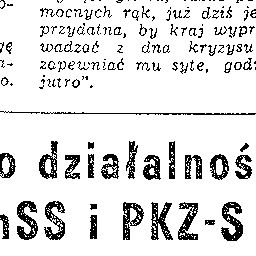 mocnych rąk, już dziś je
przydatna, by kraj wypr
wadzać z dna kryzysu
zapewniać mu syte, god
jutro".
o działalnoś
nSS i PKZ-S